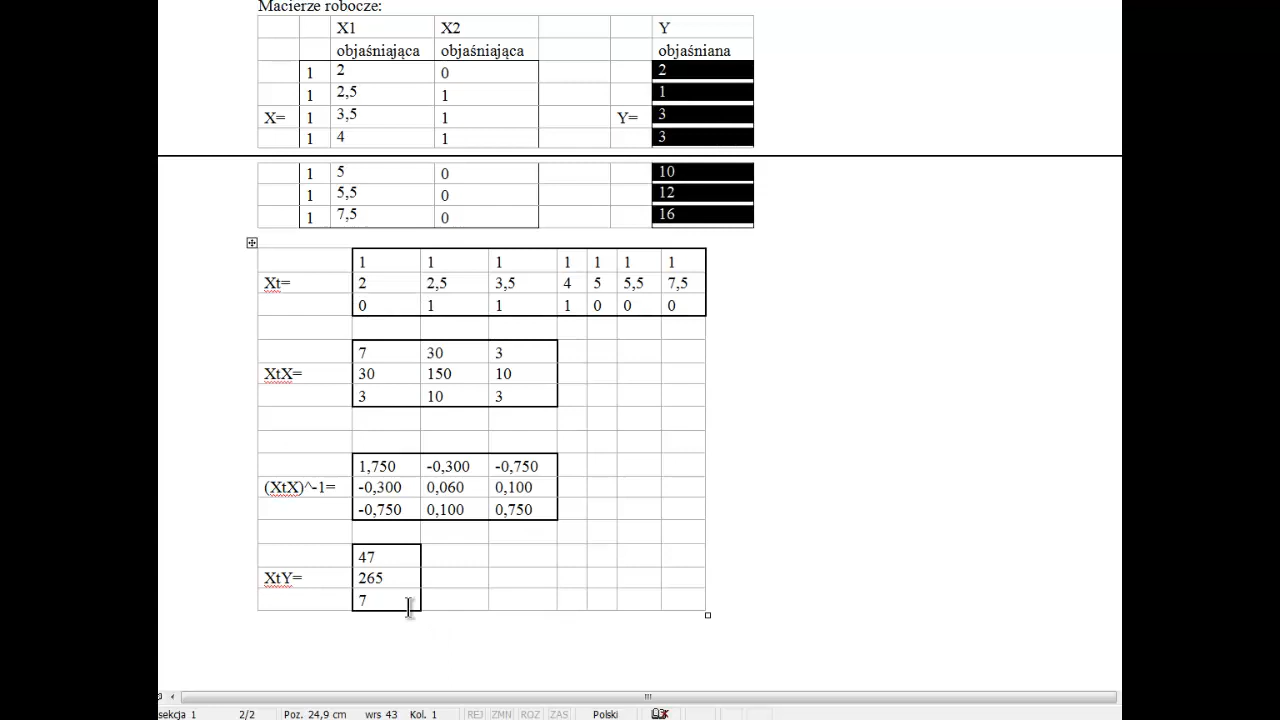 Macierze robocze:
X1 X2 Y
objaśniająca objaśniająca objaśniana
1 2 0 2
1 2,5 1 1
X= 1 3,5 1 Y= 3
1 4 1 3
1 5 0 10
1 5,5 0 12
1 7,5 0 16
1 1 1 1 1 1 1
Xt= 2 2,5 3,5 4 5 5,5 7,5
0 1 1 1 0 0 0
7 30 3
XtX= 30 150 10
3 10 3
1,750 -0,300 -0,750
(XtX)^-1= -0,300 0,060 0,100
-0,750 0,100 0,750
47
XtY= 265
7
sekcja 1 2/2 Poz. 24,9 cm wrs 43 Kol. 1 REJ ZMN ROZ ZAS Polski